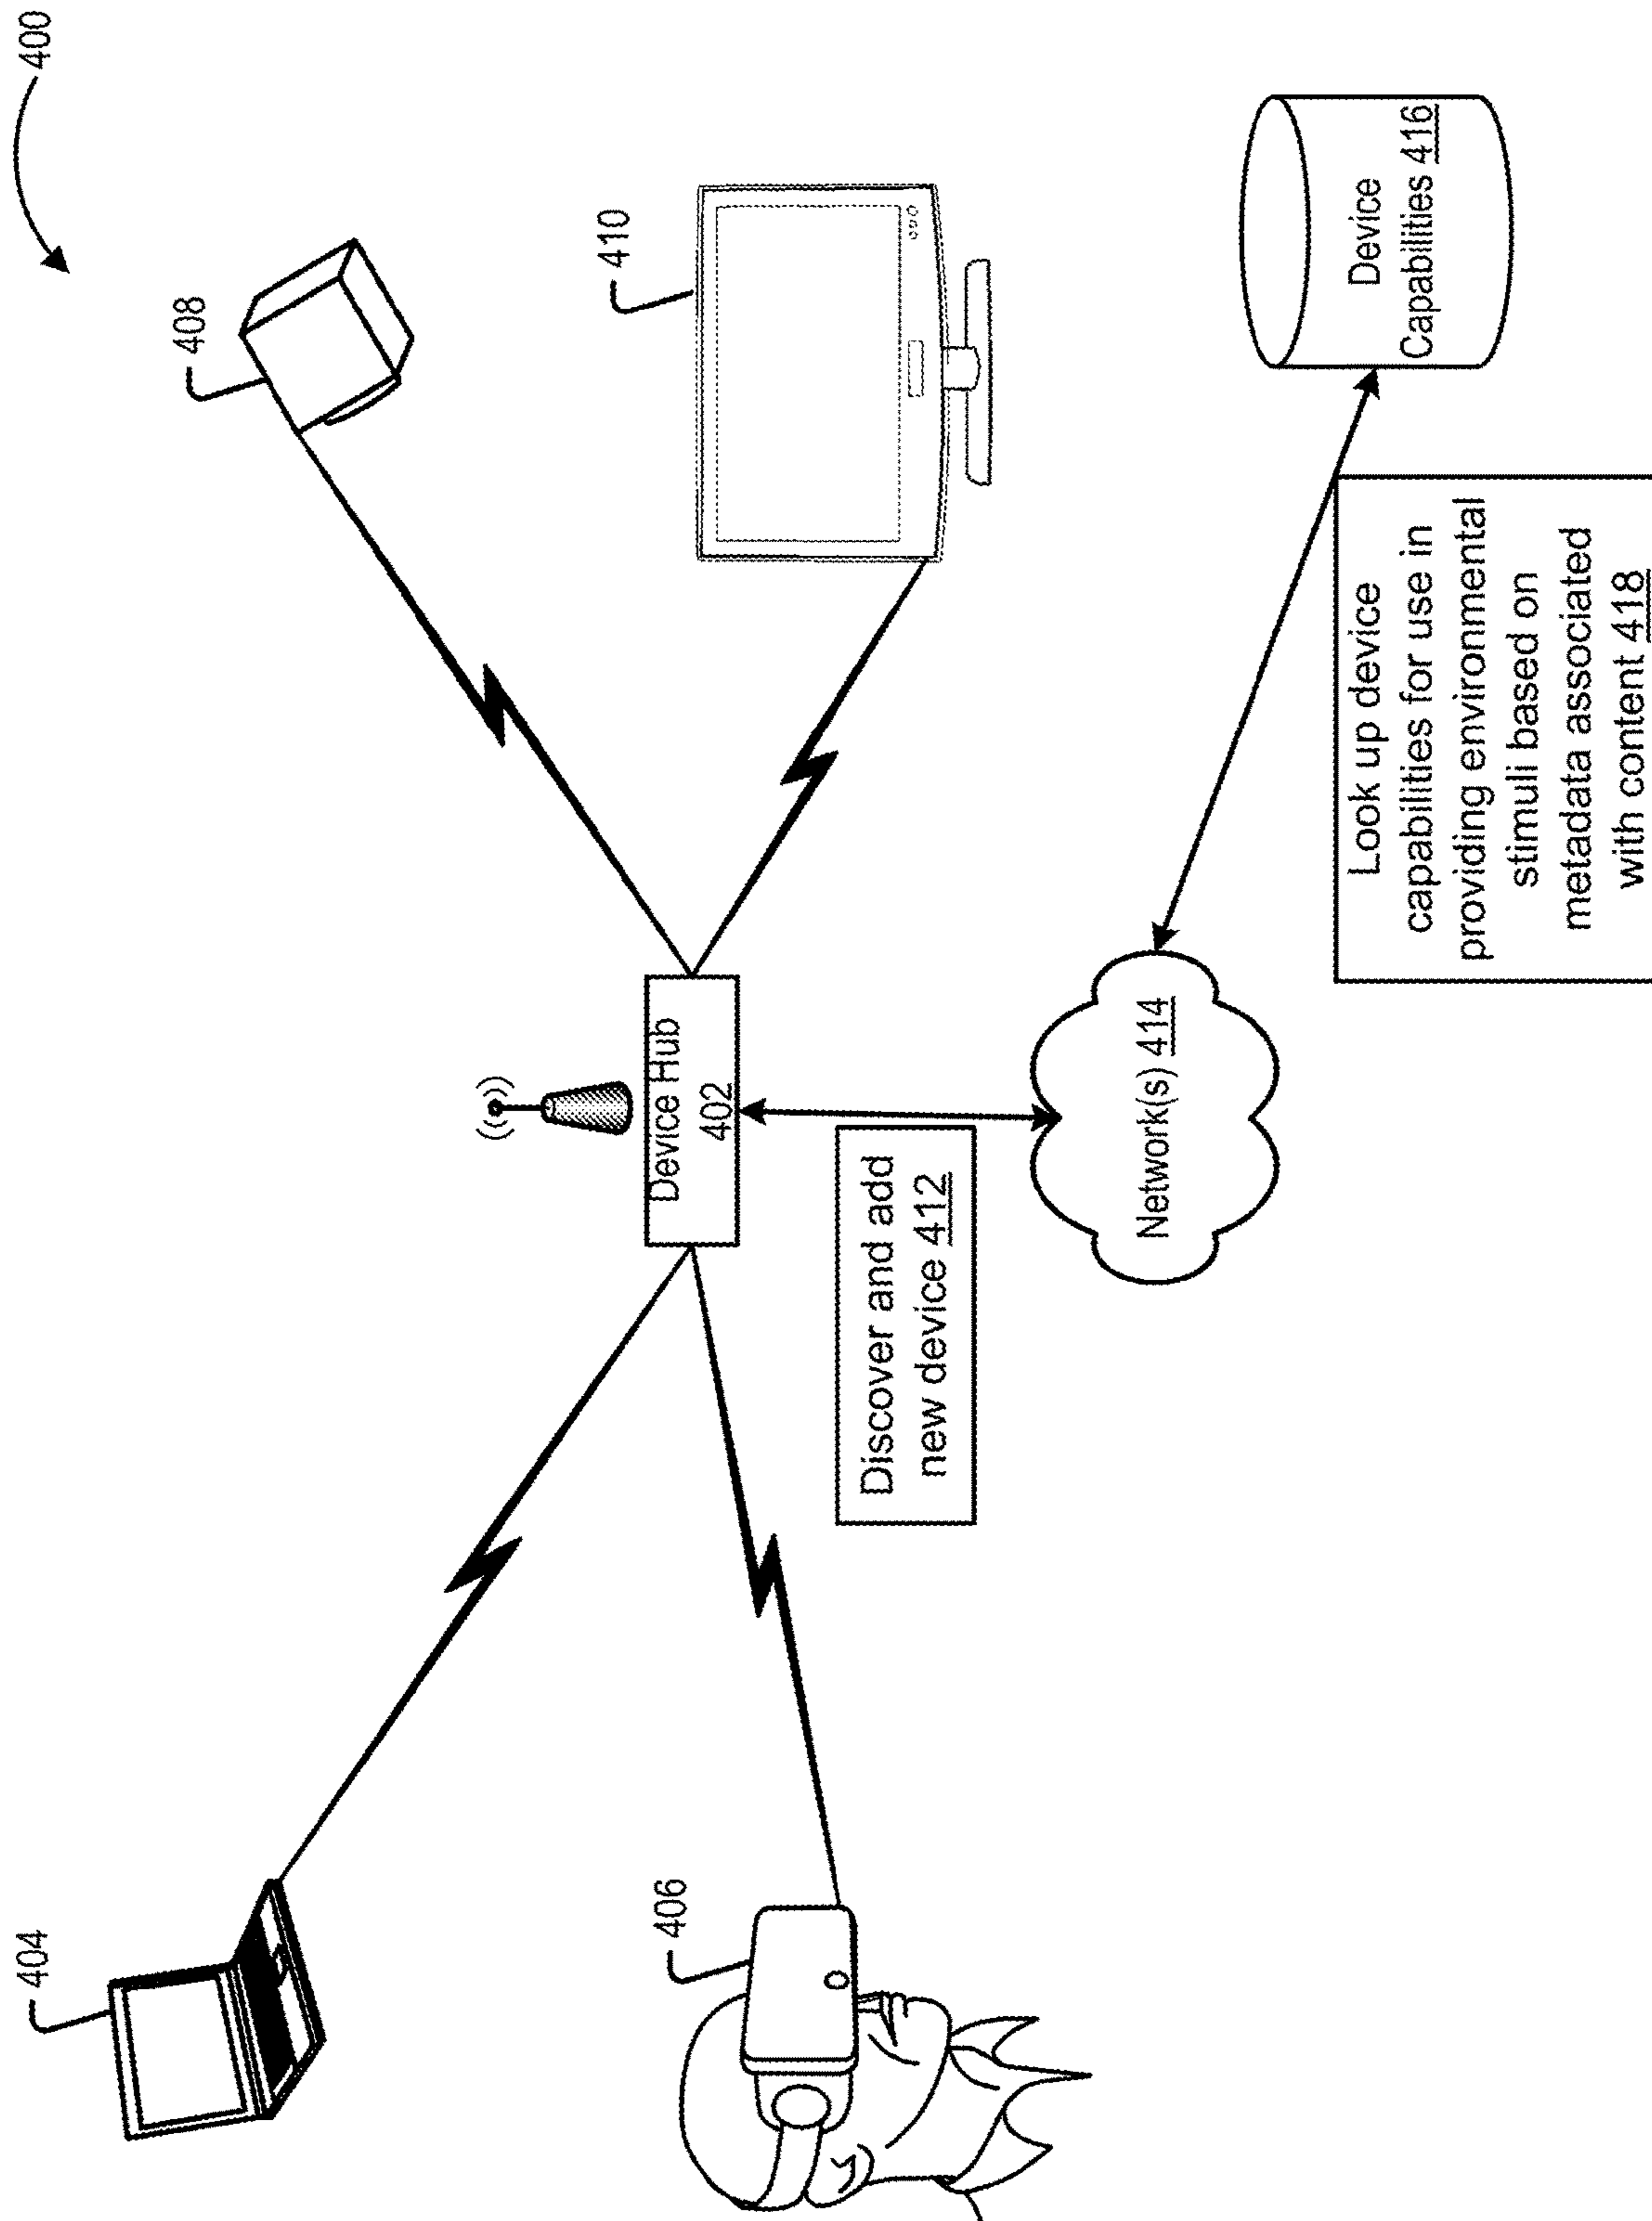 400
404
408
406
410
Device Hub
402
Discover and add
new device 412
Network(s) 414
Device
Capabilities 416
Look up device
capabilities for use in
providing environmental
stimuli based on
metadata associated
with content 418